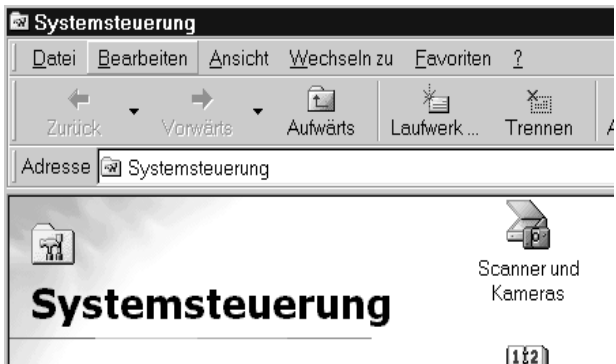 Systemsteuerung
Datei Bearbeiten Ansicht Wechseln zu Favoriten ?
Zurück Vorwärts Aufwärts Laufwerk ... Trennen
Adresse Systemsteuerung
Systemsteuerung
Scanner und
Kameras